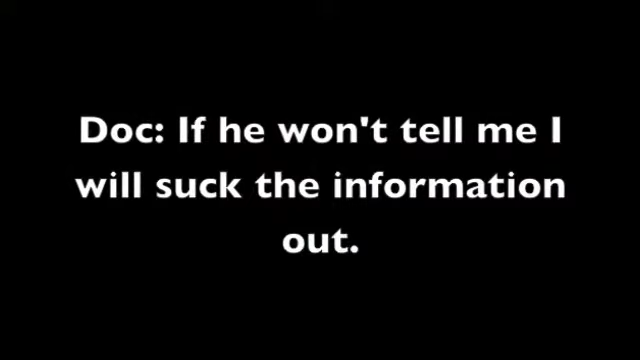 Doc: If he won't tell me I
will suck the information
out.